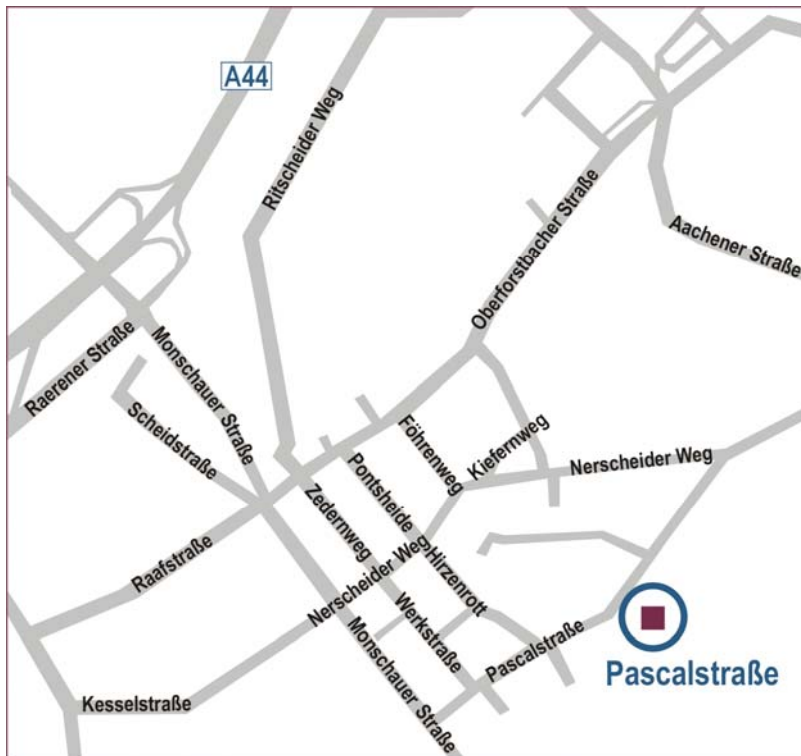 A44
Ritscheider Weg
Oberforstbacher Straße
Aachener Straße
Raerener Straße
Monschauer Straße
Scheidstraße
Föhrenweg
Kiefernweg
Nerscheider Weg
Pontsheide
Zedernweg
Raafstraße
Nerscheider Weg
Hirzenrott
Werkstraße
Monschauer Straße
Pascalstraße
Pascalstraße
Kesselstraße